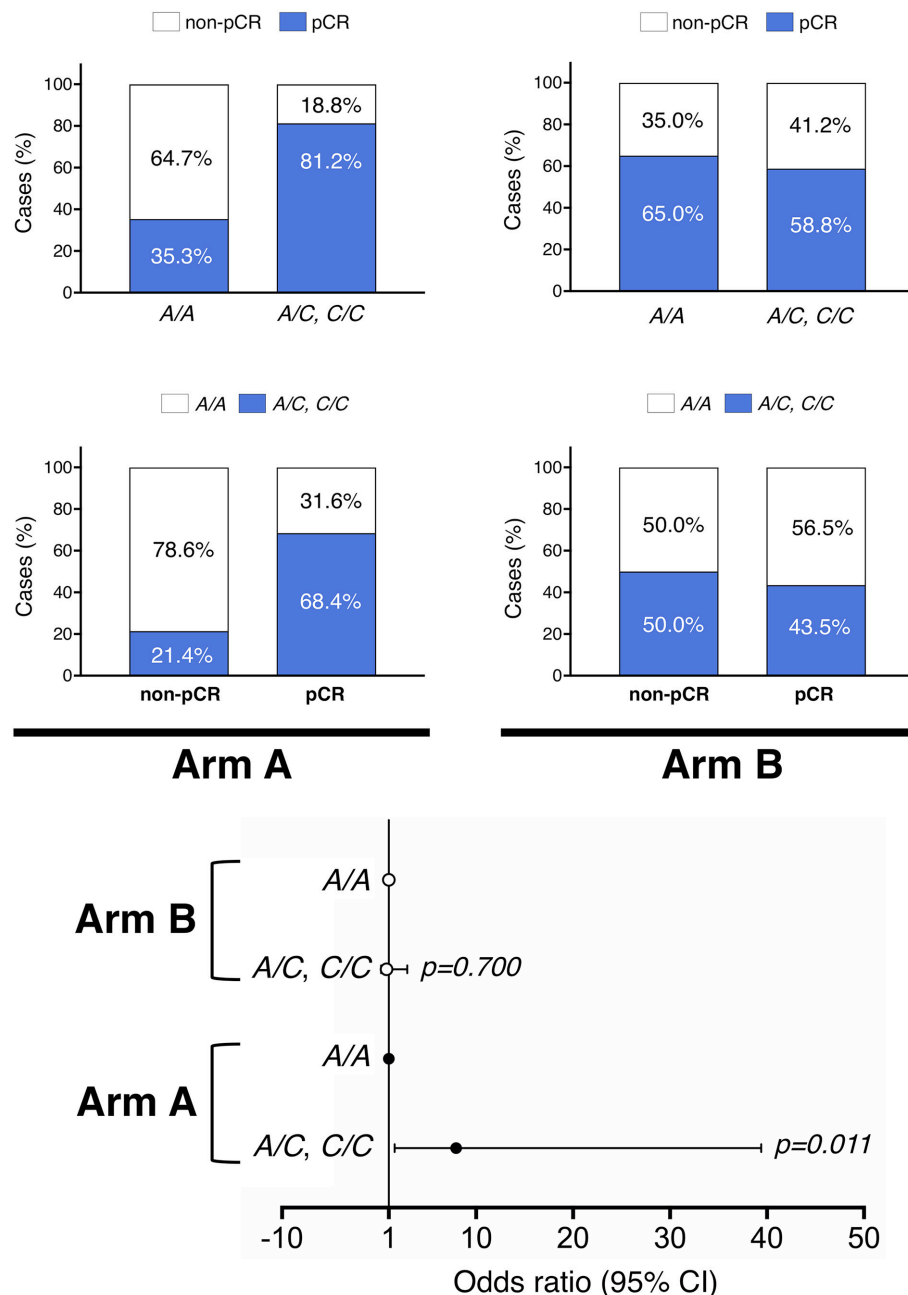 non-pCR pCR
Cases (%)
100
80
60
40
20
0
64.7%
35.3%
18.8%
81.2%
A/A
A/C, C/C
non-pCR pCR
Cases (%)
100
80
60
40
20
0
35.0%
65.0%
41.2%
58.8%
A/A
A/C, C/C
A/A A/C, C/C
Cases (%)
100
80
60
40
20
0
78.6%
21.4%
31.6%
68.4%
non-pCR
pCR
Arm A
A/A A/C, C/C
Cases (%)
100
80
60
40
20
0
50.0%
50.0%
56.5%
43.5%
non-pCR
pCR
Arm B
Arm B
A/A
A/C, C/C
p=0.700
Arm A
A/A
A/C, C/C
p=0.011
-10 1 10 20 30 40 50
Odds ratio (95% CI)